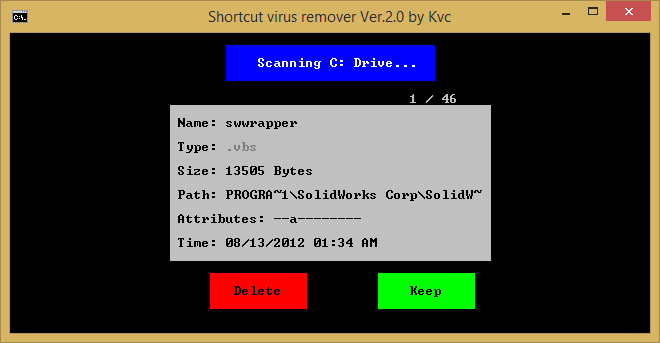 Shortcut virus remover Ver.2.0 by Kvc
Scanning C: Drive...
1 / 46
Name: swwrapper
Type: .vbs
Size: 13505 Bytes
Path: PROGRA~1\SolidWorks Corp\SolidW~
Attributes: --a--------
Time: 08/13/2012 01:34 AM
Delete
Keep